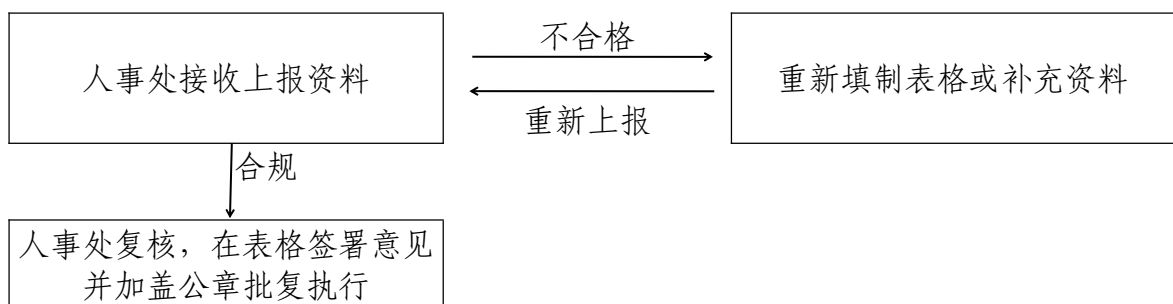 不合格
人事处接收上报资料
重新填制表格或补充资料
重新上报
合规
人事处复核，在表格签署意见
并加盖公章批复执行